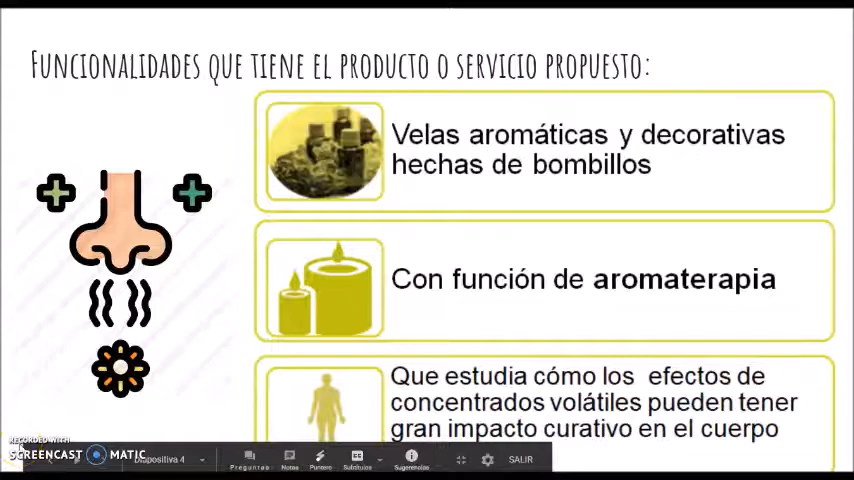 Funcionalidades que tiene el producto o servicio propuesto:
Velas aromáticas y decorativas
hechas de bombillos
Con función de aromaterapia
Que estudia cómo los efectos de
concentrados volátiles pueden tener
gran impacto curativo en el cuerpo
RECORDED WITH
SCREENCAST MATIC
Diapositiva 4
Preguntas
Notas
Puntero
Subtítulos
Sugerencias
SALIR